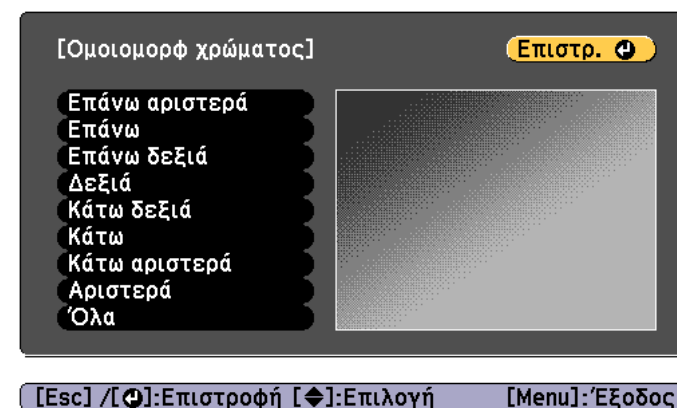 [Ομοιομορφ χρώματος] Επιστρ.
Επάνω αριστερά
Επάνω
Επάνω δεξιά
Δεξιά
Κάτω δεξιά
Κάτω
Κάτω αριστερά
Αριστερά
Όλα
[Esc] /[⏎]:Επιστροφή [◆]:Επιλογή [Menu]:Έξοδος